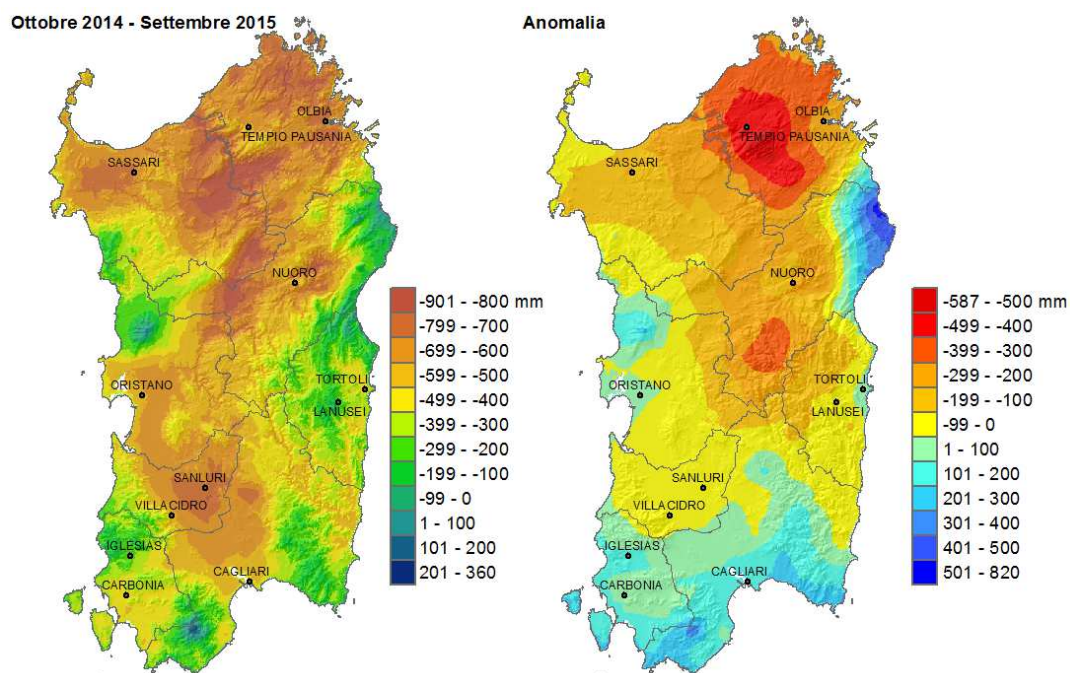 Ottobre 2014 - Settembre 2015
OLBIA
TEMPIO PAUSANIA
SASSARI
NUORO
ORISTANO
TORTOLI
LANUSEI
SANLURI
VILLACIDRO
IGLESIAS
CAGLIARI
CARBONIA
-901 - -800 mm
-799 - -700
-699 - -600
-599 - -500
-499 - -400
-399 - -300
-299 - -200
-199 - -100
-99 - 0
1 - 100
101 - 200
201 - 360
Anomalia
OLBIA
TEMPIO PAUSANIA
SASSARI
NUORO
ORISTANO
TORTOLI
LANUSEI
SANLURI
VILLACIDRO
IGLESIAS
CAGLIARI
CARBONIA
-587 - -500 mm
-499 - -400
-399 - -300
-299 - -200
-199 - -100
-99 - 0
1 - 100
101 - 200
201 - 300
301 - 400
401 - 500
501 - 820